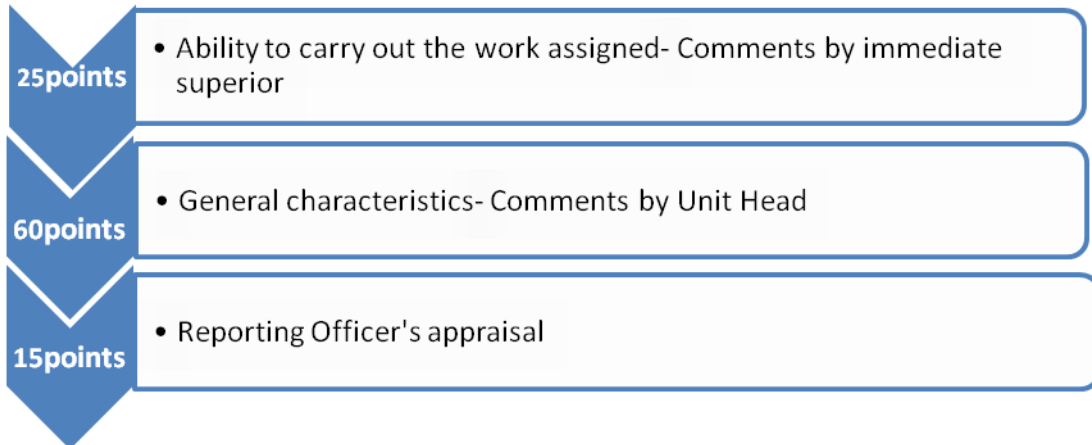 25points
• Ability to carry out the work assigned- Comments by immediate
superior
60points
• General characteristics- Comments by Unit Head
15points
• Reporting Officer's appraisal